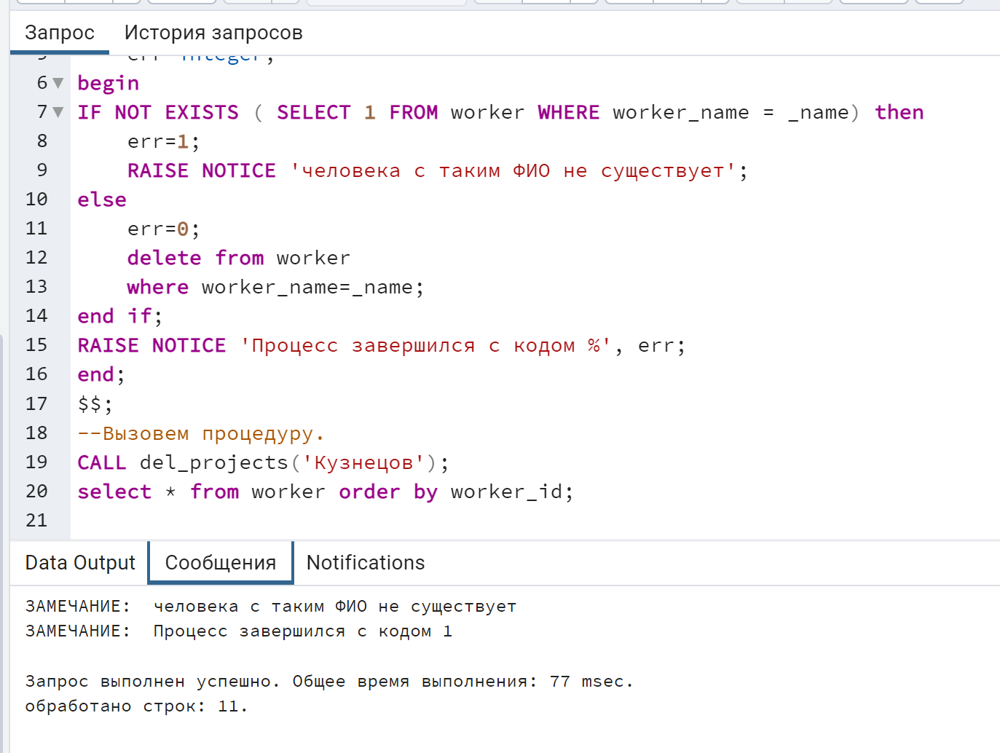 Запрос История запросов
err integer;
6 begin
7 IF NOT EXISTS ( SELECT 1 FROM worker WHERE worker_name = _name) then
8 err=1;
9 RAISE NOTICE 'человека с таким ФИО не существует';
10 else
11 err=0;
12 delete from worker
13 where worker_name=_name;
14 end if;
15 RAISE NOTICE 'Процесс завершился с кодом %', err;
16 end;
17 $$;
18 --Вызовем процедуру.
19 CALL del_projects('Кузнецов');
20 select * from worker order by worker_id;
21
Data Output Сообщения Notifications
ЗАМЕЧАНИЕ: человека с таким ФИО не существует
ЗАМЕЧАНИЕ: Процесс завершился с кодом 1
Запрос выполнен успешно. Общее время выполнения: 77 msec.
обработано строк: 11.